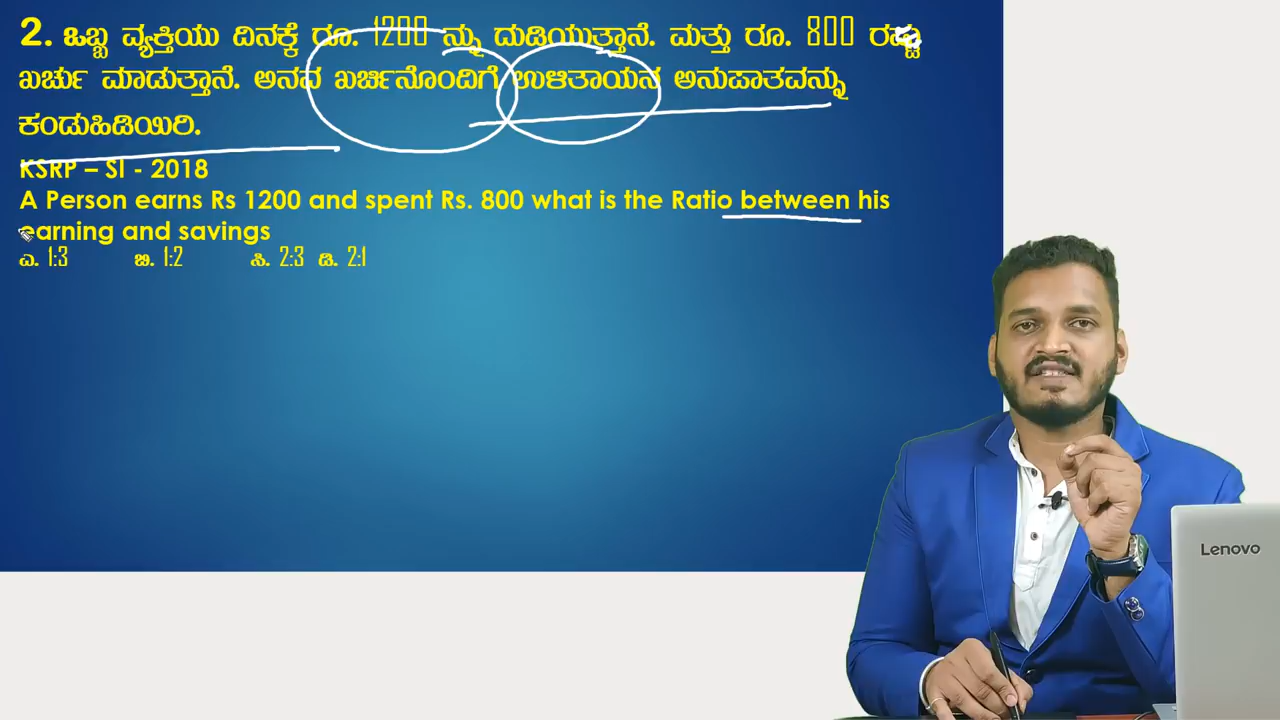 2. ಒಬ್ಬ ವ್ಯಕ್ತಿಯು ದಿನಕ್ಕೆ ರೂ. 1200 ನ್ನು ದುಡಿಯುತ್ತಾನೆ. ಮತ್ತು ರೂ. 800 ರಷ್ಟು
ಖರ್ಚು ಮಾಡುತ್ತಾನೆ. ಅವನ ಖರ್ಚಿನೊಂದಿಗೆ ಉಳಿತಾಯನ ಅನುಪಾತವನ್ನು
ಕಂಡುಹಿಡಿಯಿರಿ.
KSRP – SI - 2018
A Person earns Rs 1200 and spent Rs. 800 what is the Ratio between his
earning and savings
ಎ. 1:3 ಬಿ. 1:2 ಸಿ. 2:3 ಡಿ. 2:1
Lenovo